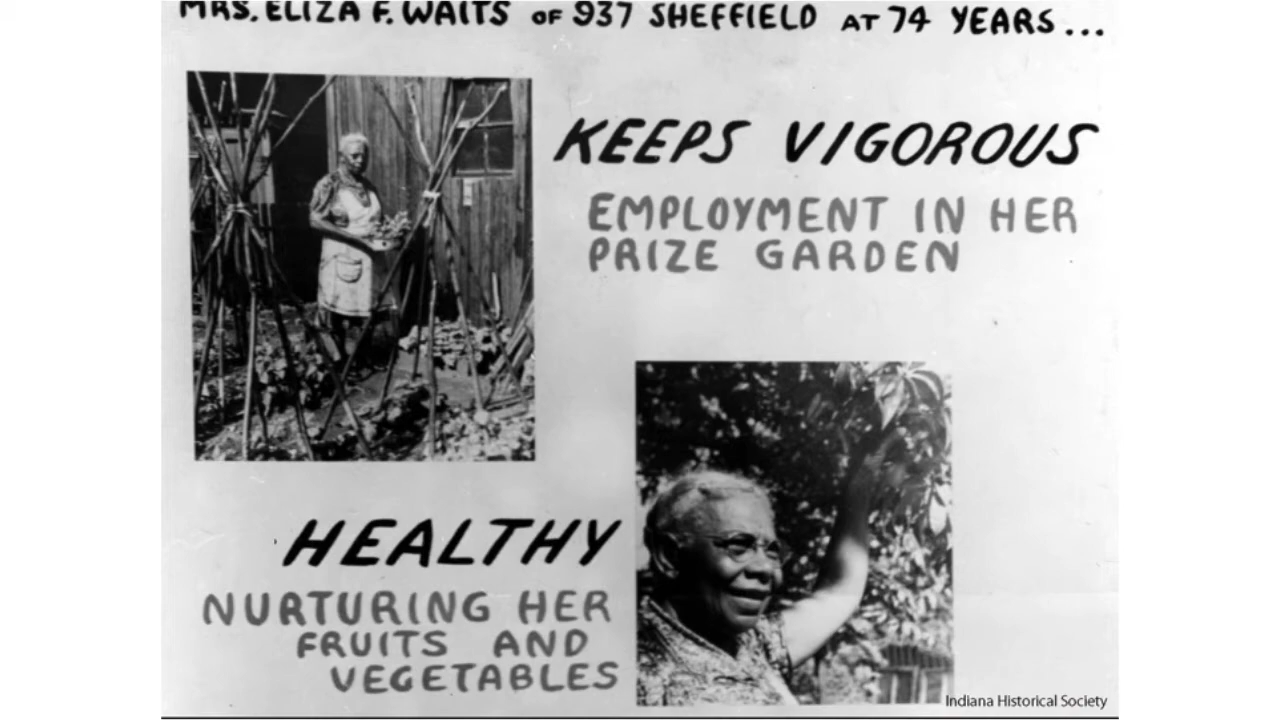 MRS. ELIZA F. WAITS OF 937 SHEFFIELD AT 74 YEARS...
KEEPS VIGOROUS
EMPLOYMENT IN HER
PRIZE GARDEN
HEALTHY
NURTURING HER
FRUITS AND
VEGETABLES
Indiana Historical Society